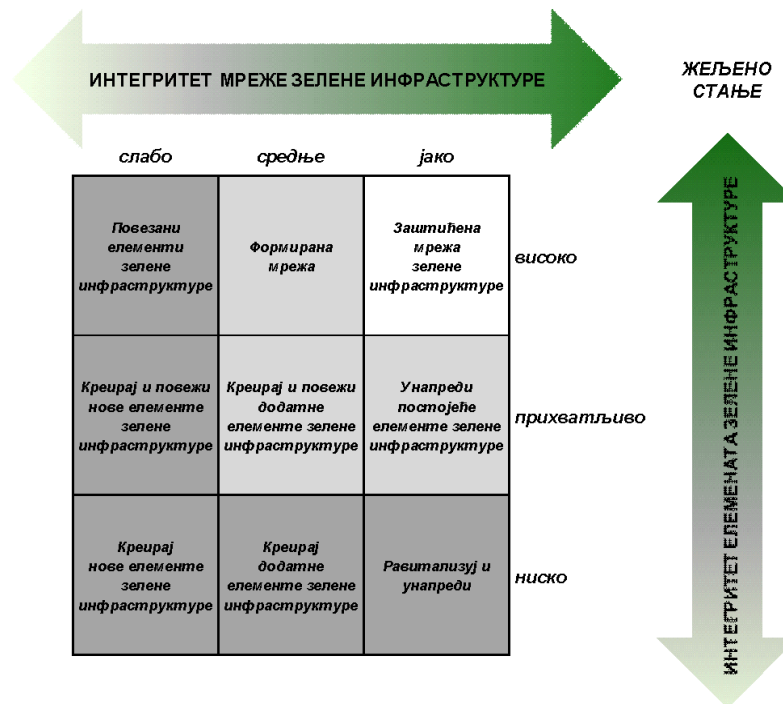 ИНТЕГРИТЕТ МРЕЖЕ ЗЕЛЕНЕ ИНФРАСТРУКТУРЕ
ЖЕЉЕНО
СТАЊЕ
слабо
средње
јако
Повезани
елементи
зелене
инфраструктуре
Формирана
мрежа
Заштићена
мрежа
зелене
инфраструктуре
високо
Креирај и повежи
нове елементе
зелене
инфраструктуре
Креирај и повежи
додатне
елементе зелене
инфраструктуре
Унапреди
постојеће
елементе зелене
инфраструктуре
прихватљиво
Креирај
нове елементе
зелене
инфраструктуре
Креирај
додатне
елементе зелене
инфраструктуре
Равитализуј и
унапреди
ниско
ИНТЕГРИТЕТ ЕЛЕМЕНАТА ЗЕЛЕНЕ ИНФРАСТРУКТУРЕ